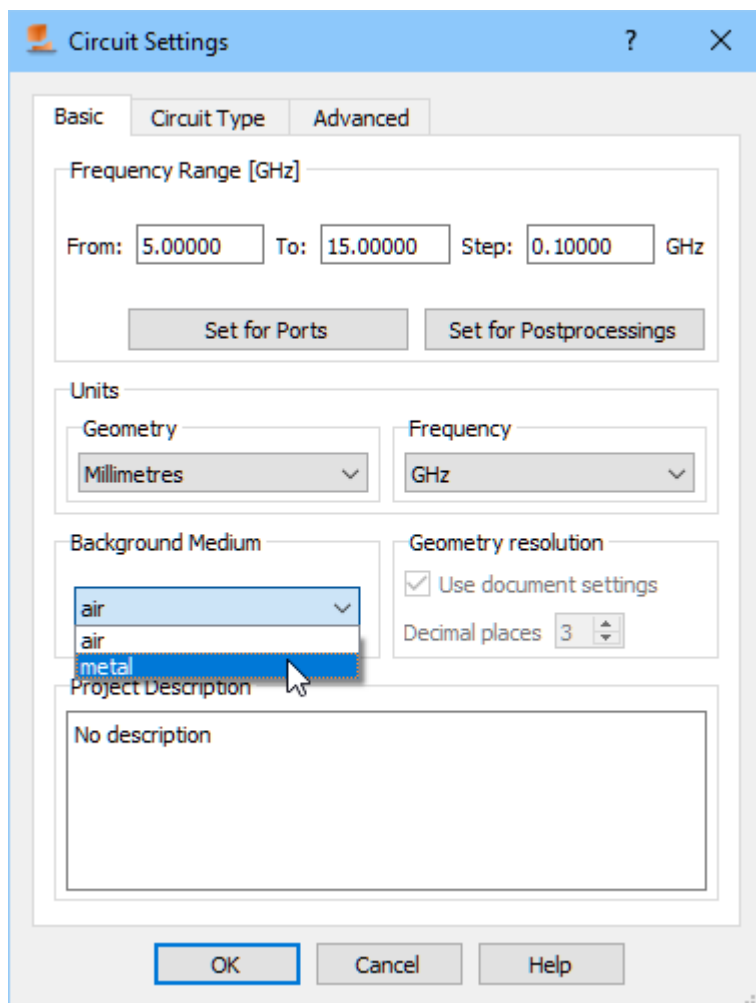 Circuit Settings ?
Basic Circuit Type Advanced
Frequency Range [GHz]
From: 5.00000 To: 15.00000 Step: 0.10000 GHz
Set for Ports Set for Postprocessings
Units
Geometry Frequency
Millimetres GHz
Background Medium Geometry resolution
Use document settings
air
air Decimal places 3
metal
Project Description
No description
OK Cancel Help